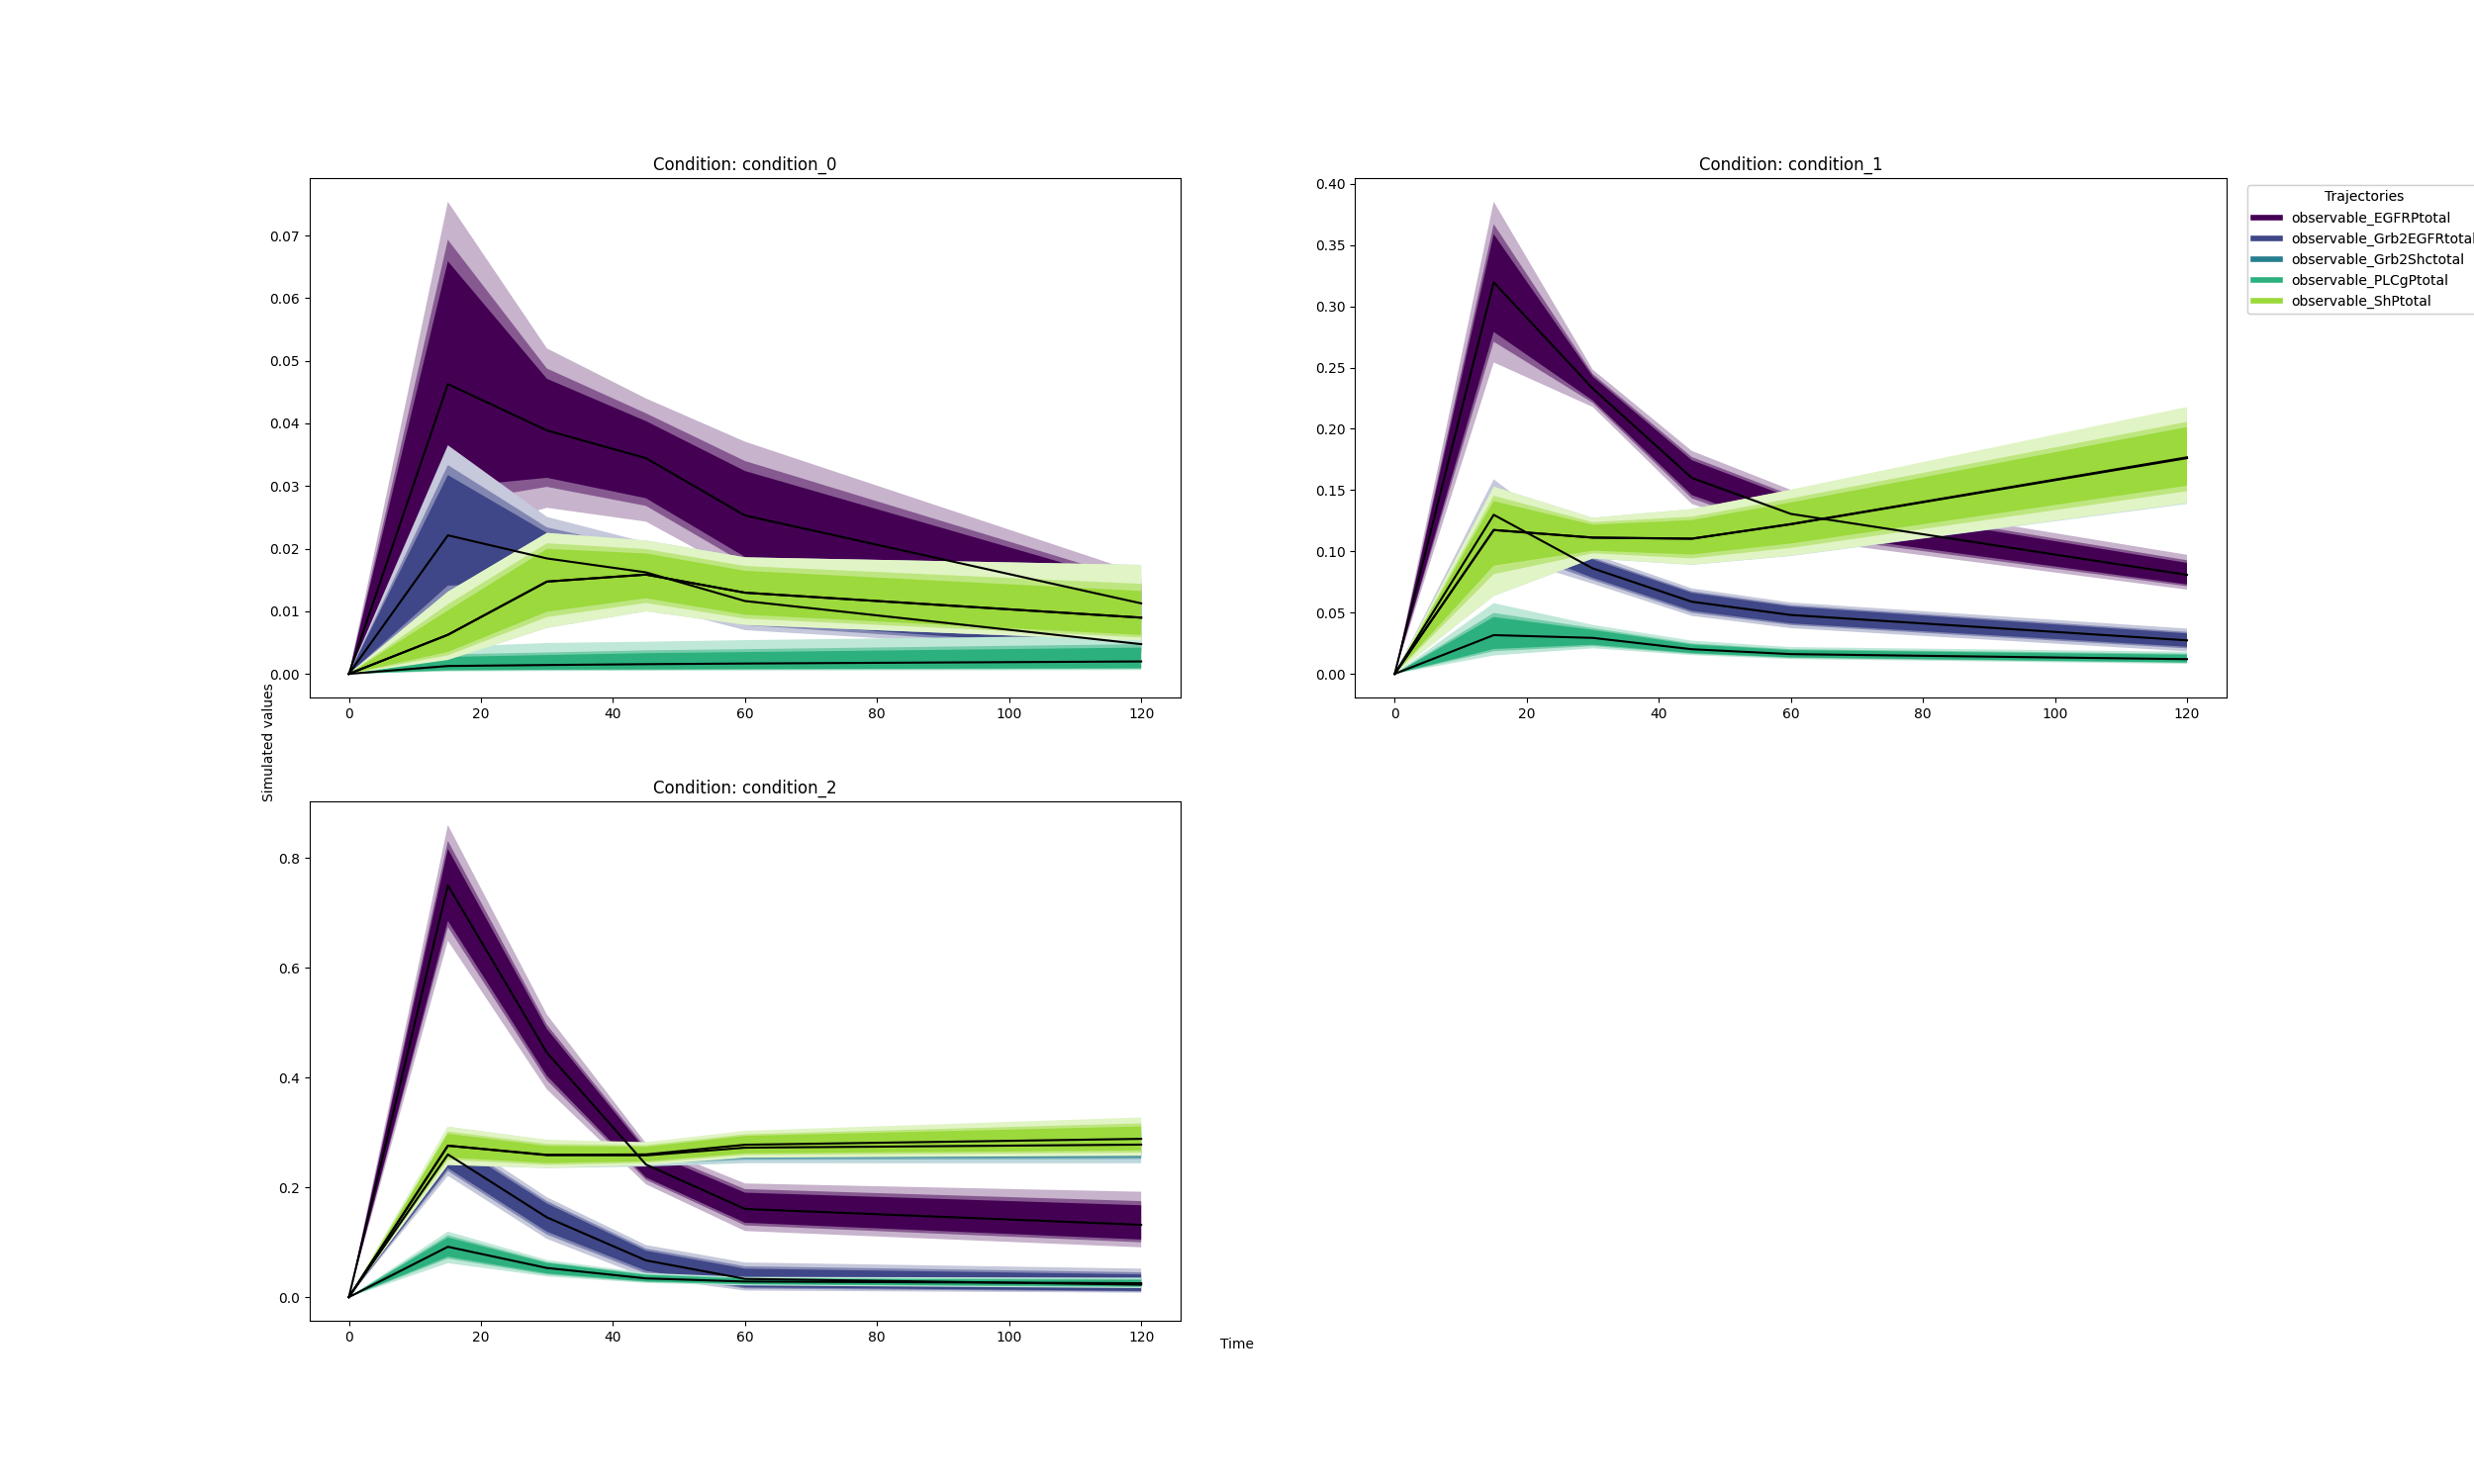 Condition: condition_0
0.07
0.06
0.05
0.04
0.03
0.02
0.01
0.00
0 20 40 60 80 100 120
Condition: condition_1
0.40
0.35
0.30
0.25
0.20
0.15
0.10
0.05
0.00
0 20 40 60 80 100 120
Trajectories
observable_EGFRPtotal
observable_Grb2EGFRtotal
observable_Grb2Shctotal
observable_PLCgPtotal
observable_ShPtotal
Simulated values
Condition: condition_2
0.8
0.6
0.4
0.2
0.0
0 20 40 60 80 100 120
Time